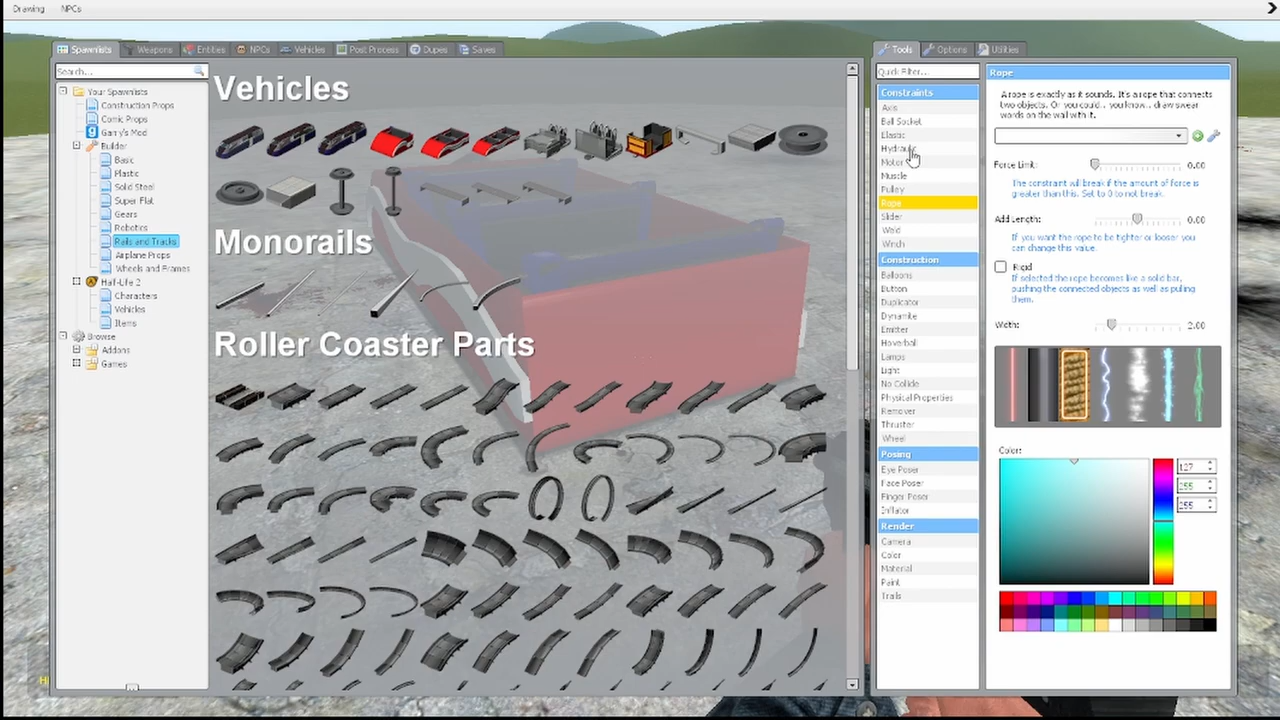 Drawing NPCs
Spawnlists Weapons Entities NPCs Vehicles Post Process Dupes Saves
Search...
Your Spawnlists
Construction Props
Comic Props
Garry's Mod
Builder
Basic
Plastic
Solid Steel
Super Flat
Gears
Robotics
Rails and Tracks
Airplane Props
Wheels and Frames
Half-Life 2
Characters
Vehicles
Items
Browse
Addons
Games
Vehicles
Monorails
Roller Coaster Parts
Tools Options Utilities
Quick Filter...
Constraints
Axis
Ball Socket
Elastic
Hydraulic
Motor
Muscle
Pulley
Rope
Slider
Weld
Winch
Construction
Balloons
Button
Duplicator
Dynamite
Emitter
Hoverball
Lamps
Light
No Collide
Physical Properties
Remover
Thruster
Wheel
Posing
Eye Poser
Face Poser
Finger Poser
Inflator
Render
Camera
Color
Material
Paint
Trails
Rope
A rope is exactly as it sounds. It's a rope that connects
two objects. Or you could.. you know.. draw swear
words on the wall with it.
Force Limit: 0.00
The constraint will break if the amount of force is
greater than this. Set to 0 to not break.
Add Length: 0.00
If you want the rope to be tighter or looser you
can change this value.
Rigid
If selected the rope becomes like a solid bar,
pushing the connected objects as well as pulling
them.
Width: 2.00
Color:
127
255
255